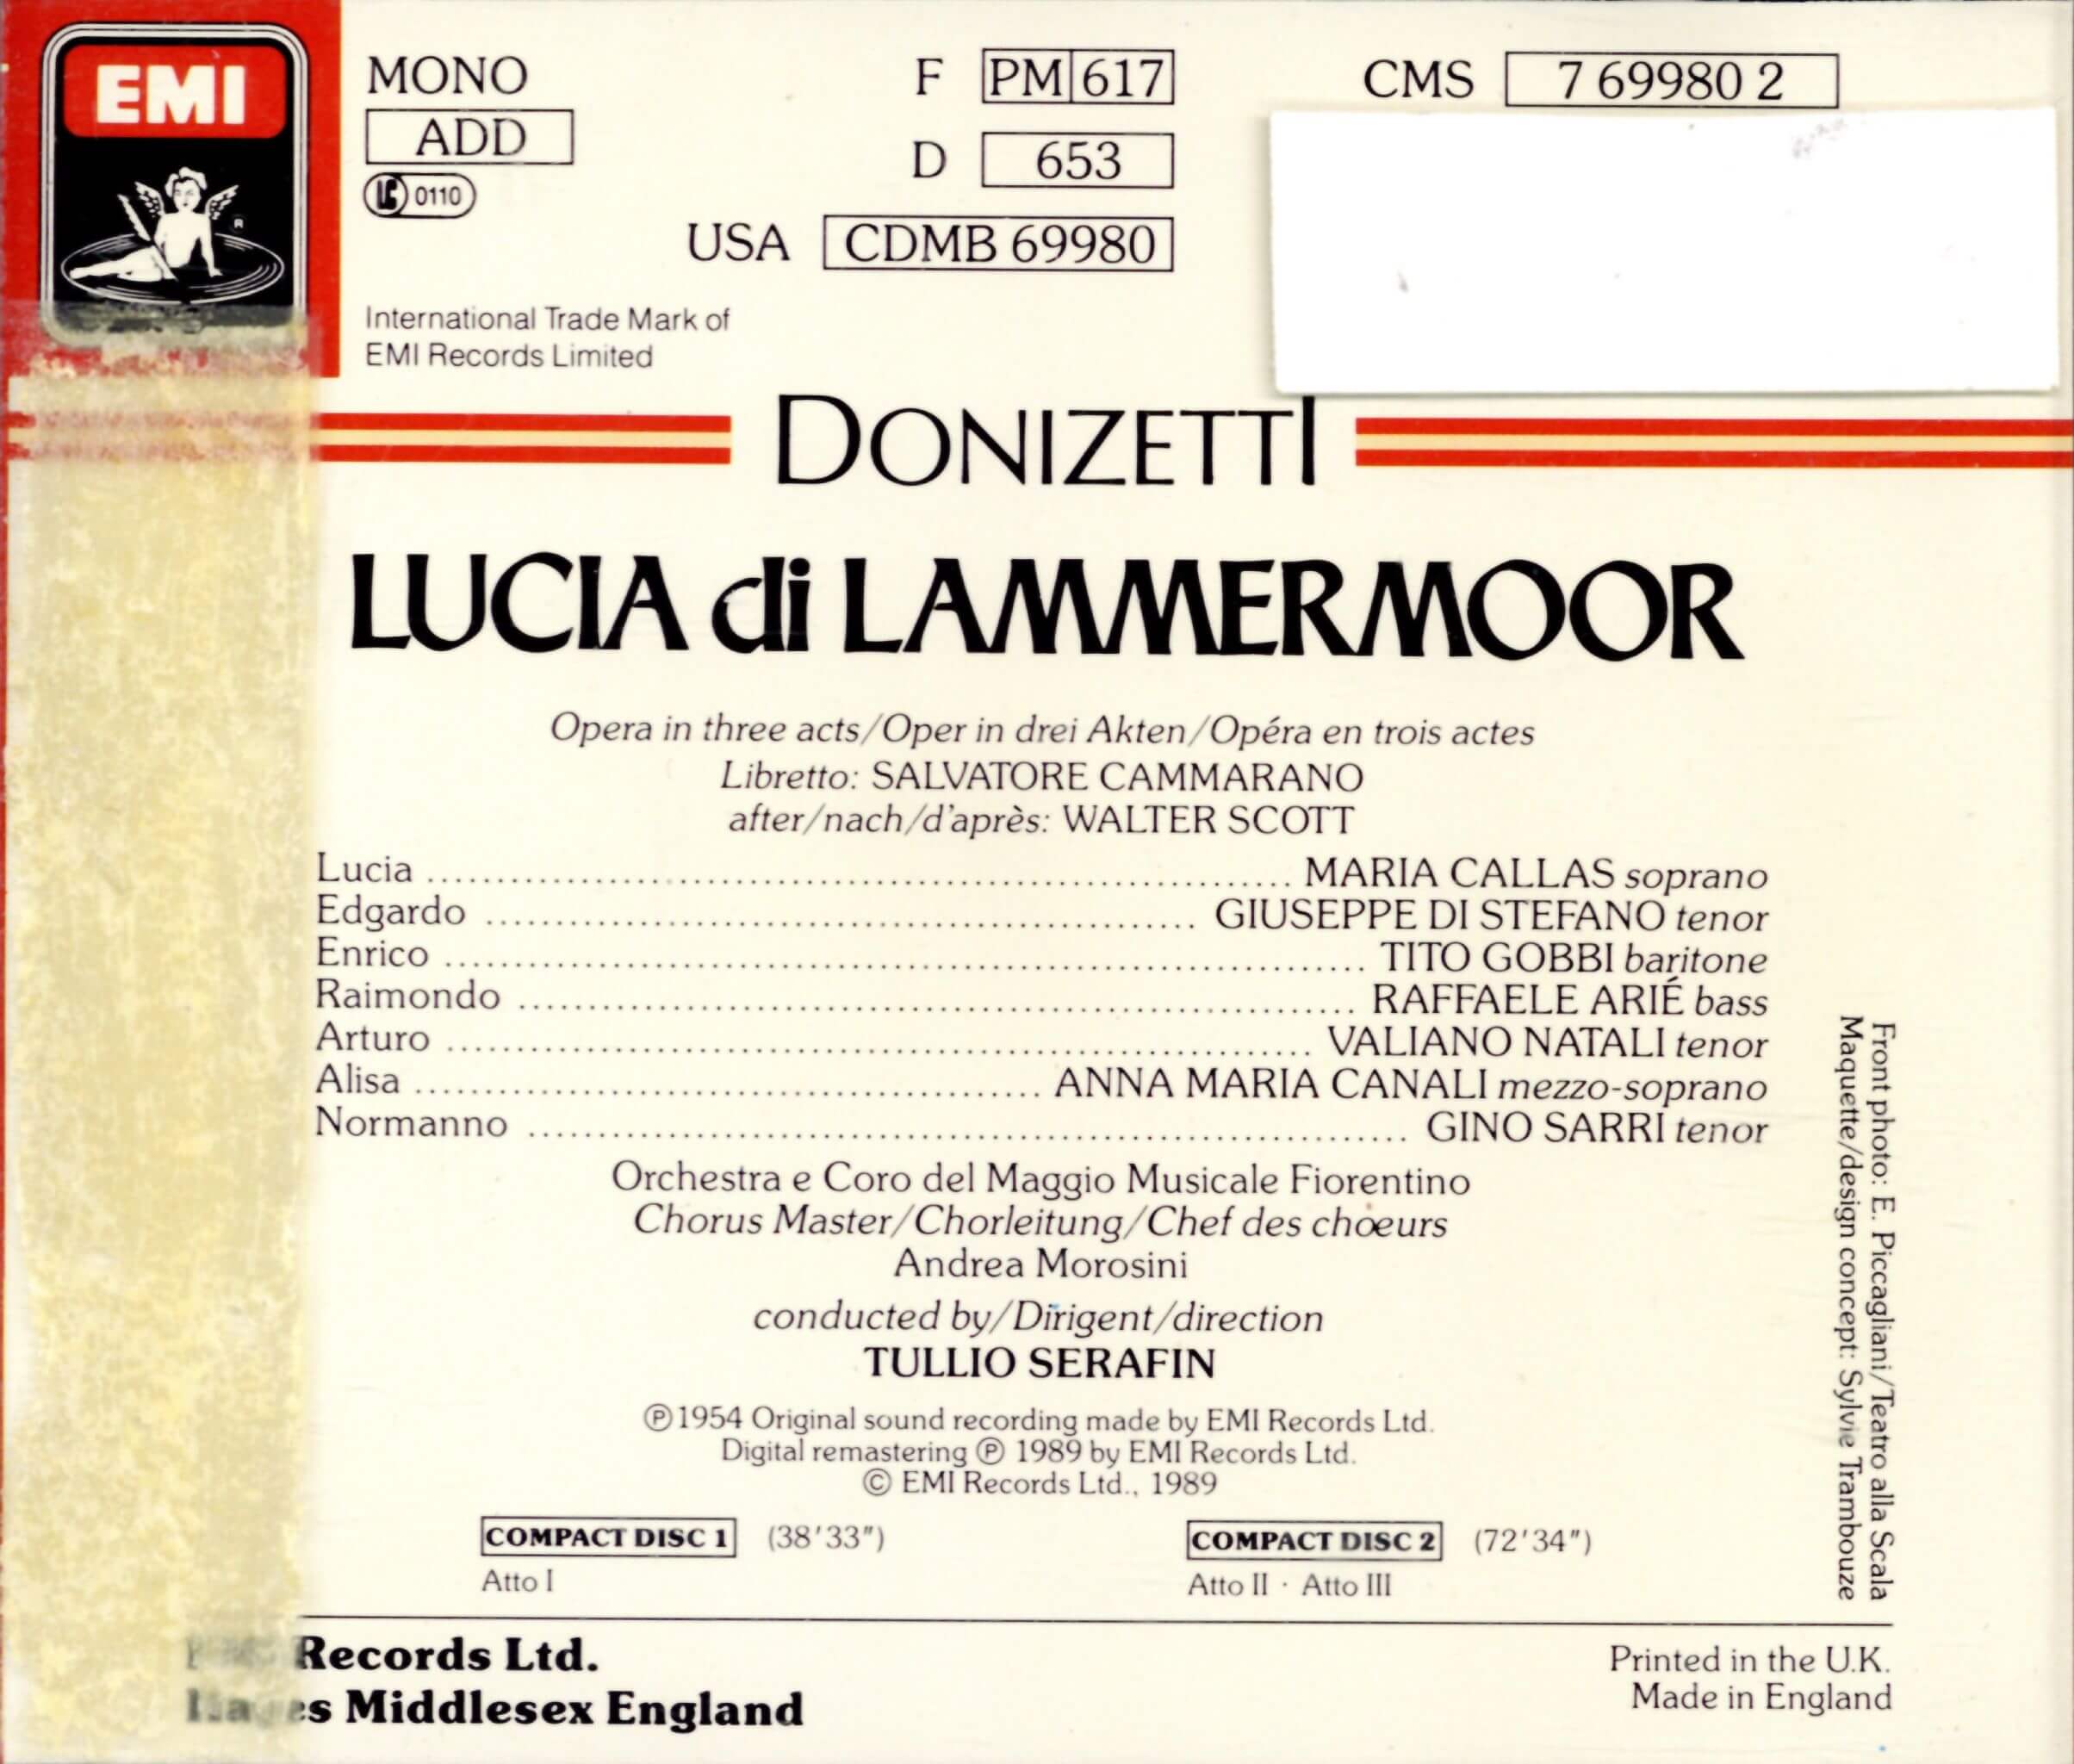 EMI
MONO
ADD
LC 0110
F PM 617
D 653
USA CDMB 69980
CMS 7 69980 2
International Trade Mark of
EMI Records Limited
DONIZETTI
LUCIA di LAMMERMOOR
Opera in three acts/Oper in drei Akten/Opéra en trois actes
Libretto: SALVATORE CAMMARANO
after/nach/d'après: WALTER SCOTT
Lucia ........ MARIA CALLAS soprano
Edgardo ........ GIUSEPPE DI STEFANO tenor
Enrico ........ TITO GOBBI baritone
Raimondo ........ RAFFAELE ARIÉ bass
Arturo ........ VALIANO NATALI tenor
Alisa ........ ANNA MARIA CANALI mezzo-soprano
Normanno ........ GINO SARRI tenor
Orchestra e Coro del Maggio Musicale Fiorentino
Chorus Master/Chorleitung/Chef des chœurs
Andrea Morosini
conducted by/Dirigent/direction
TULLIO SERAFIN
℗1954 Original sound recording made by EMI Records Ltd.
Digital remastering ℗ 1989 by EMI Records Ltd.
© EMI Records Ltd., 1989
COMPACT DISC 1 (38'33")
Atto I
COMPACT DISC 2 (72'34")
Atto II · Atto III
Front photo: E. Piccagliani/Teatro alla Scala
Maquette/design concept: Sylvie Trambouze
Records Ltd.
Middlesex England
Printed in the U.K.
Made in England